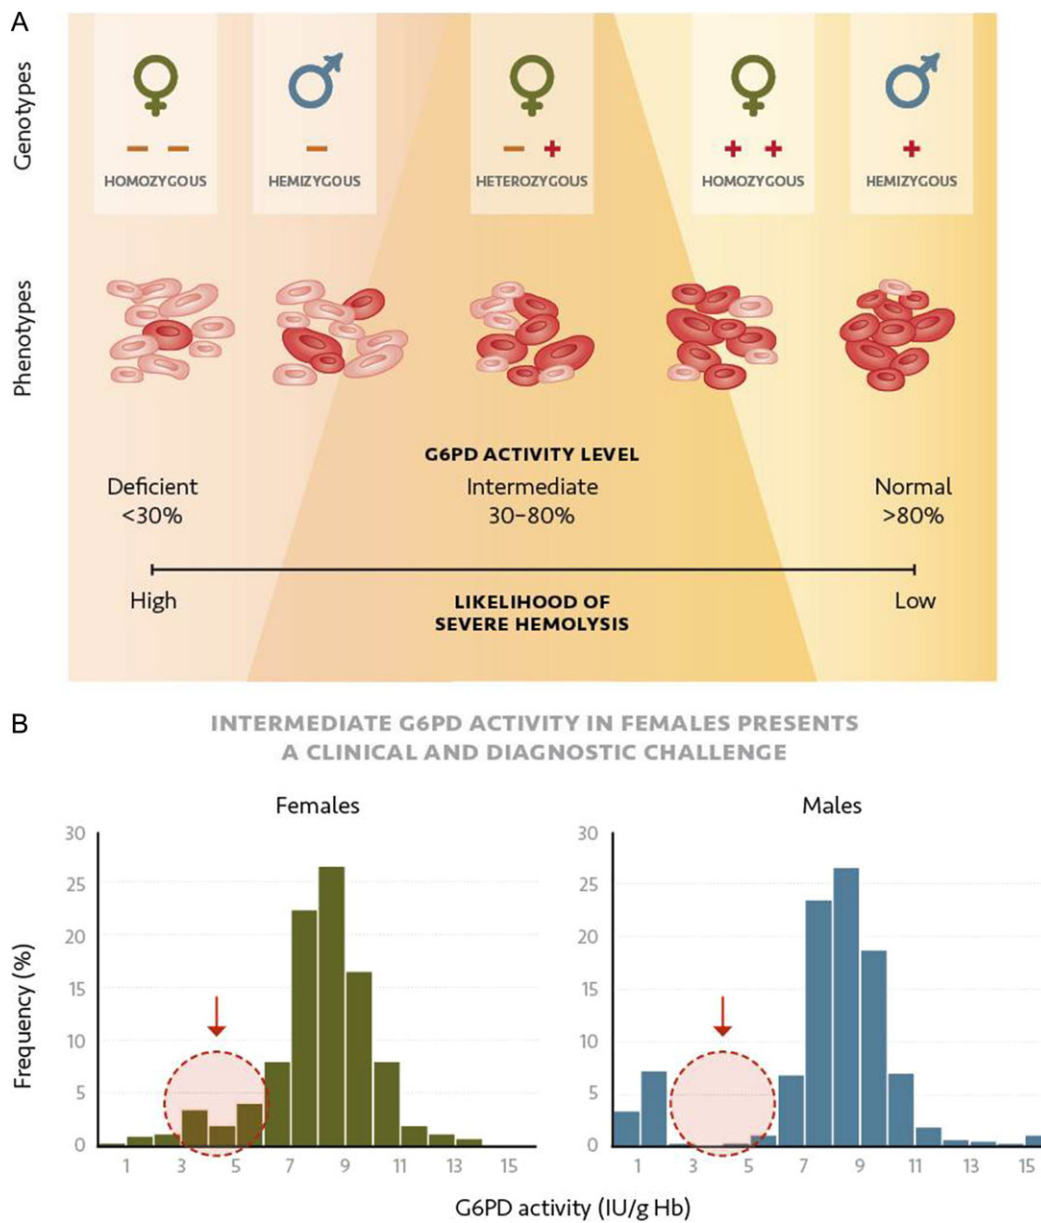 A
Genotypes
− −
HOMOZYGOUS
−
HEMIZYGOUS
− +
HETEROZYGOUS
+ +
HOMOZYGOUS
+
HEMIZYGOUS
Phenotypes
G6PD ACTIVITY LEVEL
Deficient
<30%
Intermediate
30–80%
Normal
>80%
High
LIKELIHOOD OF
SEVERE HEMOLYSIS
Low
B
INTERMEDIATE G6PD ACTIVITY IN FEMALES PRESENTS
A CLINICAL AND DIAGNOSTIC CHALLENGE
Females
Frequency (%)
30
25
20
15
10
5
0
1 3 5 7 9 11 13 15
Males
30
25
20
15
10
5
0
1 3 5 7 9 11 13 15
G6PD activity (IU/g Hb)